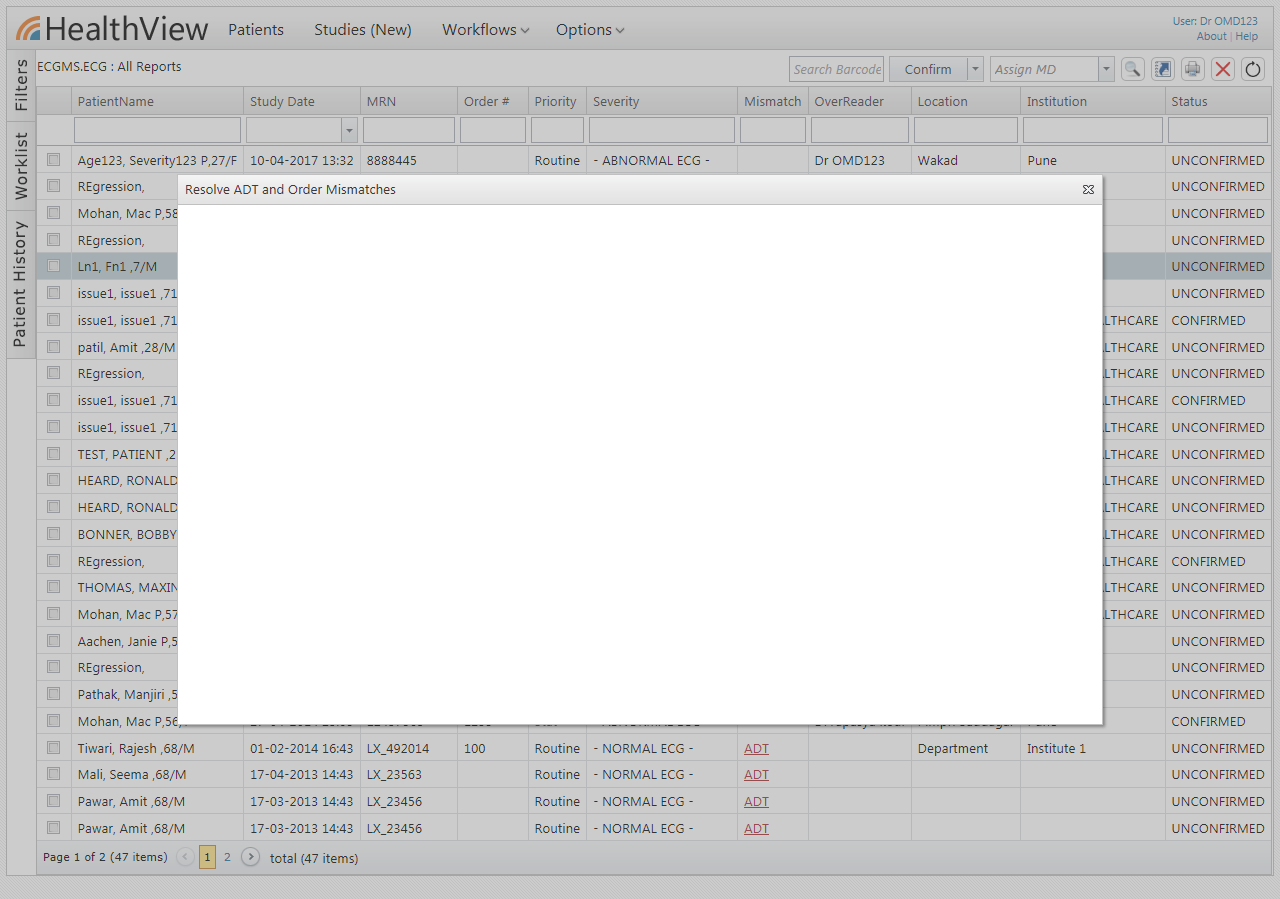 HealthView Patients Studies (New) Workflows Options
User: Dr OMD123
About | Help
Filters
Worklist
Patient History
ECGMS.ECG : All Reports Search Barcode Confirm Assign MD
PatientName Study Date MRN Order # Priority Severity Mismatch OverReader Location Institution Status
Age123, Severity123 P,27/F 10-04-2017 13:32 8888445 Routine - ABNORMAL ECG - Dr OMD123 Wakad Pune UNCONFIRMED
Resolve ADT and Order Mismatches
REgression, UNCONFIRMED
Mohan, Mac P,58 UNCONFIRMED
REgression, UNCONFIRMED
Ln1, Fn1 ,7/M UNCONFIRMED
issue1, issue1 ,71 UNCONFIRMED
issue1, issue1 ,71 LTHCARE CONFIRMED
patil, Amit ,28/M LTHCARE UNCONFIRMED
REgression, LTHCARE UNCONFIRMED
issue1, issue1 ,71 LTHCARE CONFIRMED
issue1, issue1 ,71 LTHCARE UNCONFIRMED
TEST, PATIENT ,2 LTHCARE UNCONFIRMED
HEARD, RONALD LTHCARE UNCONFIRMED
HEARD, RONALD LTHCARE UNCONFIRMED
BONNER, BOBBY LTHCARE UNCONFIRMED
REgression, LTHCARE CONFIRMED
THOMAS, MAXIN LTHCARE UNCONFIRMED
Mohan, Mac P,57 LTHCARE UNCONFIRMED
Aachen, Janie P,5 UNCONFIRMED
REgression, UNCONFIRMED
Pathak, Manjiri ,5 UNCONFIRMED
Mohan, Mac P,56, CONFIRMED
Tiwari, Rajesh ,68/M 01-02-2014 16:43 LX_492014 100 Routine - NORMAL ECG - ADT Department Institute 1 UNCONFIRMED
Mali, Seema ,68/M 17-04-2013 14:43 LX_23563 Routine - NORMAL ECG - ADT UNCONFIRMED
Pawar, Amit ,68/M 17-03-2013 14:43 LX_23456 Routine - NORMAL ECG - ADT UNCONFIRMED
Pawar, Amit ,68/M 17-03-2013 14:43 LX_23456 Routine - NORMAL ECG - ADT UNCONFIRMED
Page 1 of 2 (47 items) 1 2 total (47 items)